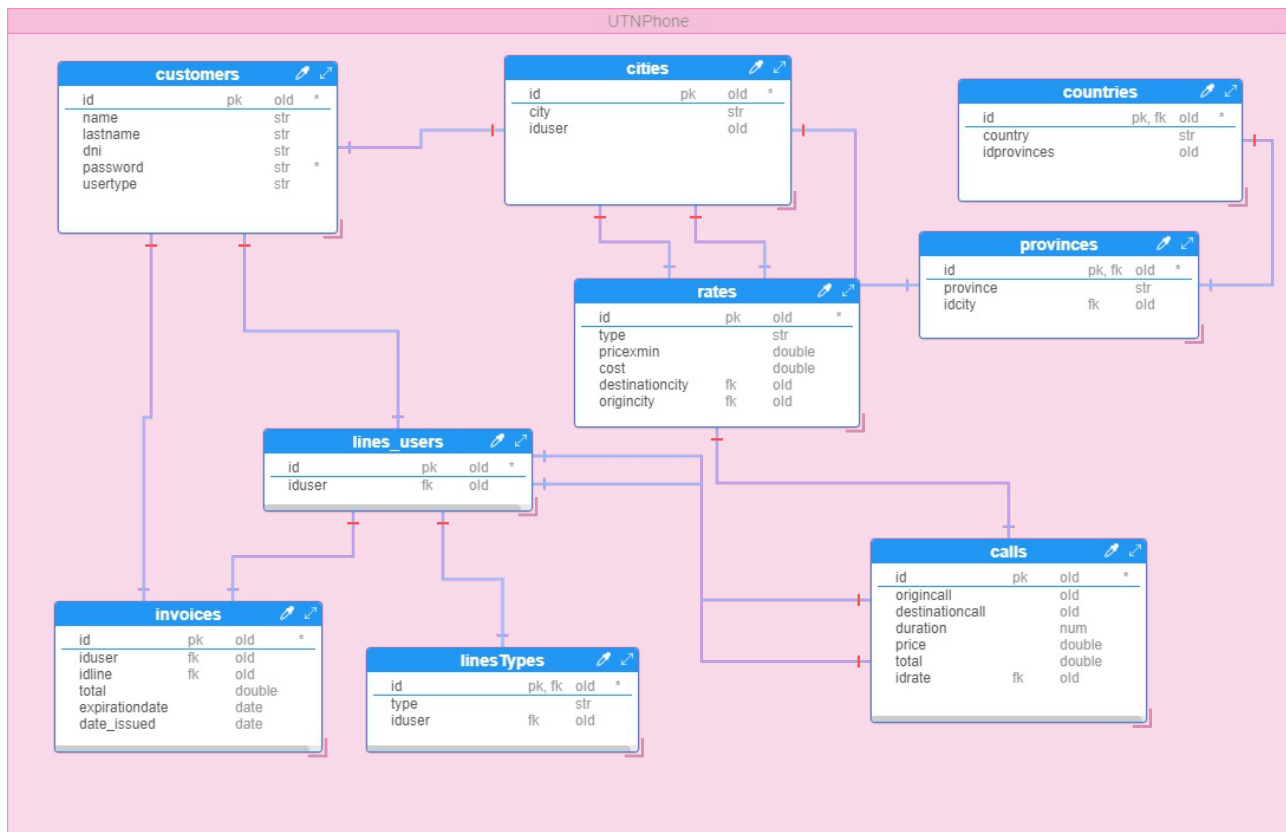 UTNPhone
customers
id pk old *
name str
lastname str
dni str
password str *
usertype str
cities
id pk old *
city str
iduser old
countries
id pk, fk old *
country str
idprovinces old
provinces
id pk, fk old *
province str
idcity fk old
rates
id pk old *
type str
pricexmin double
cost double
destinationcity fk old
origincity fk old
lines_users
id pk old *
iduser fk old
calls
id pk old *
origincall old
destinationcall old
duration num
price double
total double
idrate fk old
invoices
id pk old *
iduser fk old
idline fk old
total double
expirationdate date
date_issued date
linesTypes
id pk, fk old *
type str
iduser fk old